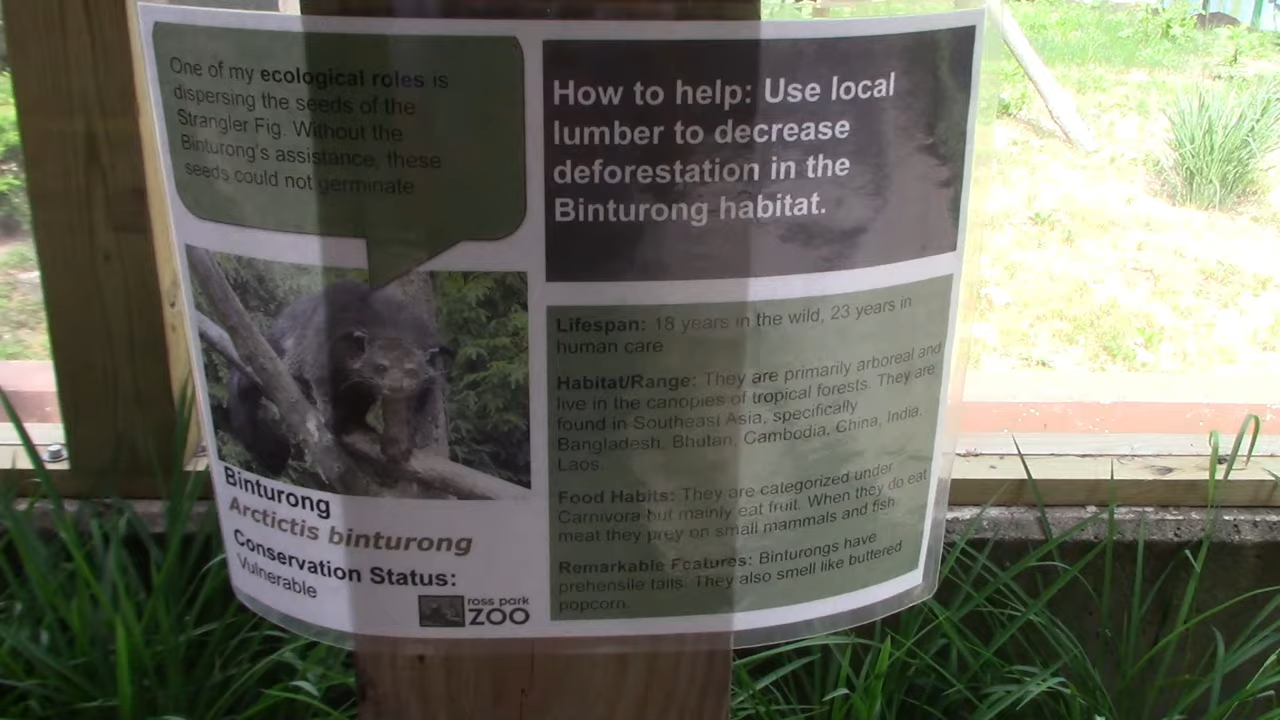 One of my ecological roles is
dispersing the seeds of the
Strangler Fig. Without the
Binturong's assistance, these
seeds could not germinate
How to help: Use local
lumber to decrease
deforestation in the
Binturong habitat.
Binturong
Arctictis binturong
Conservation Status:
Vulnerable
ross park
ZOO
Lifespan: 18 years in the wild, 23 years in
human care
Habitat/Range: They are primarily arboreal and
live in the canopies of tropical forests. They are
found in Southeast Asia, specifically
Bangladesh, Bhutan, Cambodia, China, India,
Laos.
Food Habits: They are categorized under
Carnivora but mainly eat fruit. When they do eat
meat they prey on small mammals and fish
Remarkable Features: Binturongs have
prehensile tails. They also smell like buttered
popcorn.